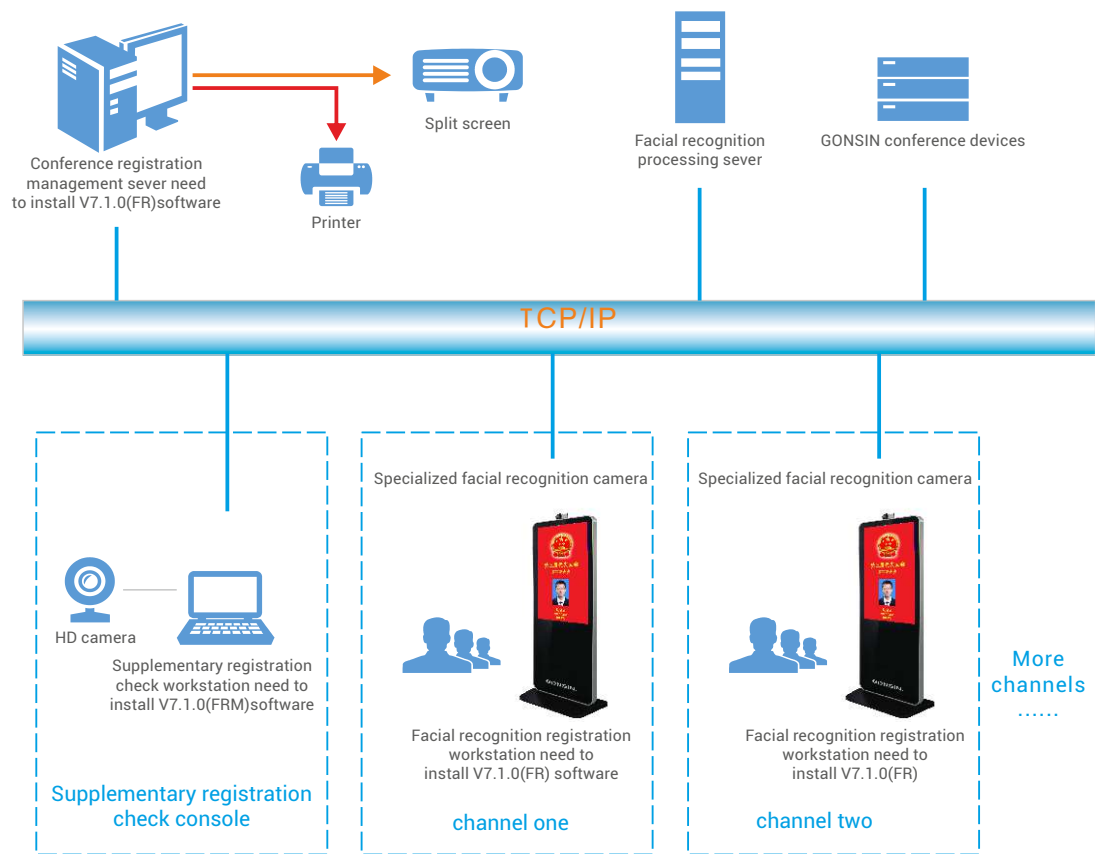 Split screen
Facial recognition
processing sever
GONSIN conference devices
Conference registration
management sever need
to install V7.1.0(FR)software
Printer
TCP/IP
Specialized facial recognition camera
Specialized facial recognition camera
HD camera
Supplementary registration
check workstation need to
install V7.1.0(FRM)software
GONSIN
GONSIN
More
channels
......
Facial recognition registration
workstation need to
install V7.1.0(FR) software
Facial recognition registration
workstation need to
install V7.1.0(FR)
Supplementary registration
check console
channel one
channel two